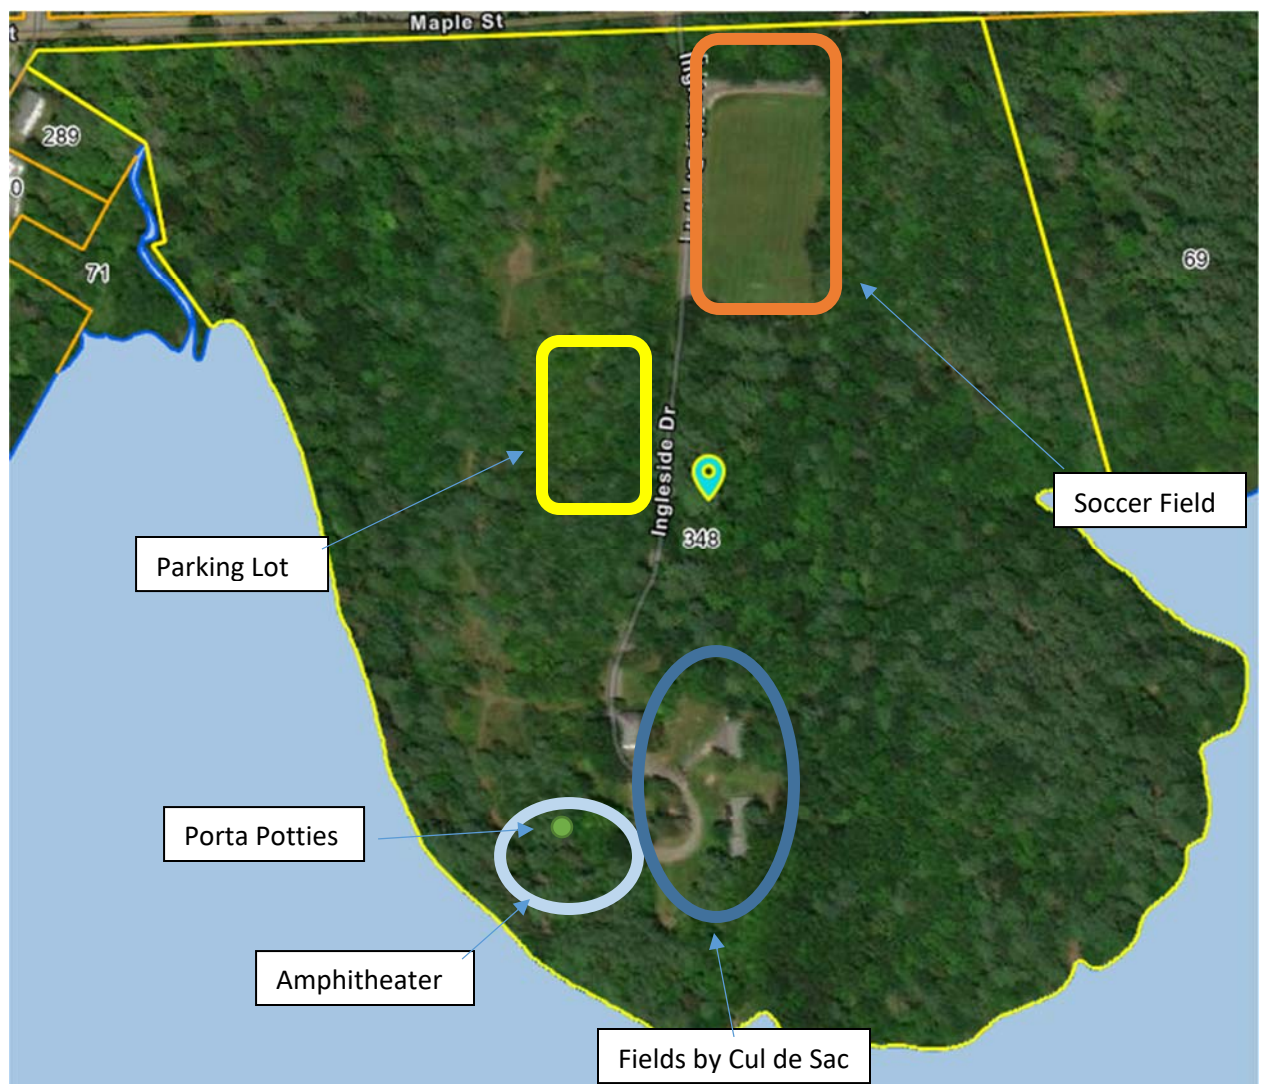 Maple St
t
289
0
71
69
Ingleside Dr
348
Soccer Field
Parking Lot
Porta Potties
Amphitheater
Fields by Cul de Sac